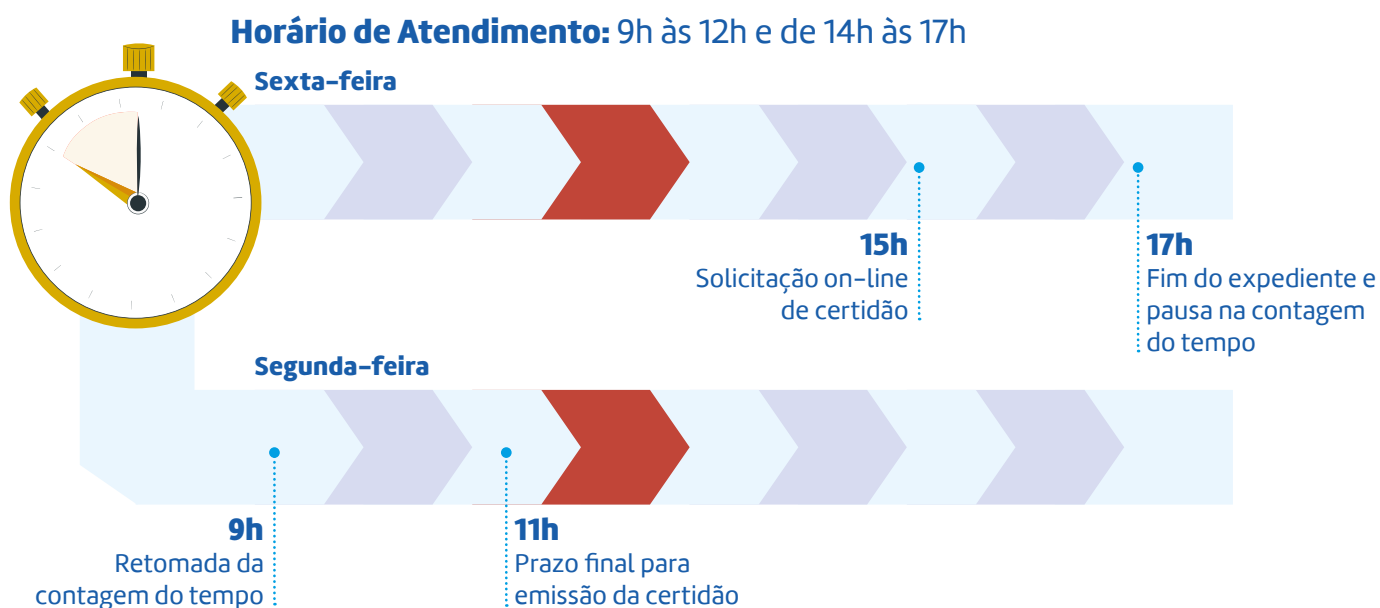 Horário de Atendimento: 9h às 12h e de 14h às 17h
Sexta-feira
15h
Solicitação on-line
de certidão
17h
Fim do expediente e
pausa na contagem
do tempo
Segunda-feira
9h
Retomada da
contagem do tempo
11h
Prazo final para
emissão da certidão